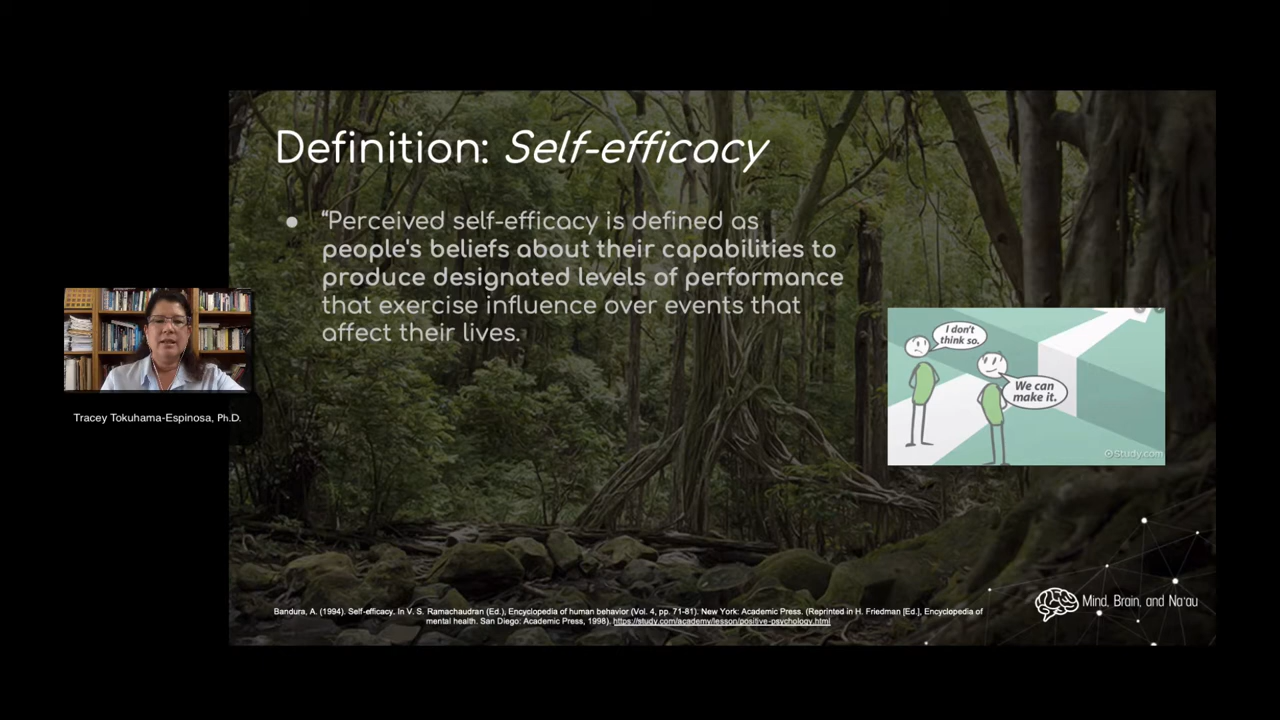 Definition: Self-efficacy
● “Perceived self-efficacy is defined as
people's beliefs about their capabilities to
produce designated levels of performance
that exercise influence over events that
affect their lives.
I don't
think so.
We can
make it.
Study.com
Tracey Tokuhama-Espinosa, Ph.D.
Bandura, A. (1994). Self-efficacy. In V. S. Ramachaudran (Ed.), Encyclopedia of human behavior (Vol. 4, pp. 71-81). New York: Academic Press. (Reprinted in H. Friedman [Ed.], Encyclopedia of
mental health. San Diego: Academic Press, 1998). https://study.com/academy/lesson/positive-psychology.html
Mind, Brain, and Na‘au